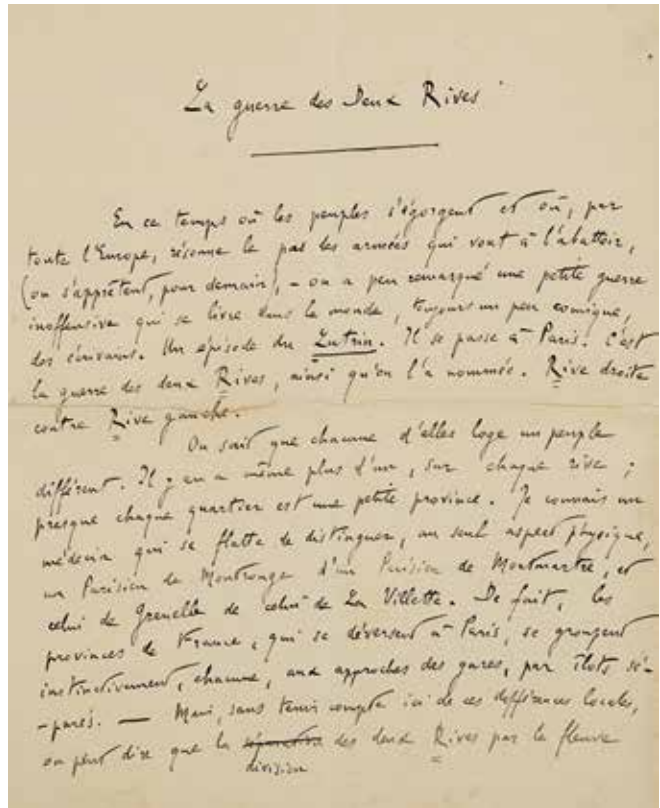 La guerre des Deux Rives
En ce temps où les peuples s'égorgent et où, par
toute l'Europe, résonne le pas des armées qui vont à l'abattoir,
(ou s'apprêtent, pour demain), – on a peu remarqué une petite guerre
inoffensive qui se livre dans le monde, toujours un peu comique,
des écrivains. Un épisode du Lutrin. Il se passe à Paris. C'est
la guerre des deux Rives, ainsi qu'on l'a nommée. Rive droite
contre Rive gauche.
On sait que chacune d'elles loge un peuple
différent. Il y en a même plus d'un, sur chaque rive ;
presque chaque quartier est une petite province. Je connais un
médecin qui se flatte de distinguer, au seul aspect physique,
un Parisien de Montrouge d'un Parisien de Montmartre, et
celui de Grenelle de celui de La Villette. De fait, les
provinces de France, qui se déversent à Paris, se groupent
instinctivement, chacune, aux approches des gares, par îlots sé-
-parés. — Mais, sans tenir compte ici de ces différences locales,
on peut dire que la séparation des deux Rives par le fleuve
division